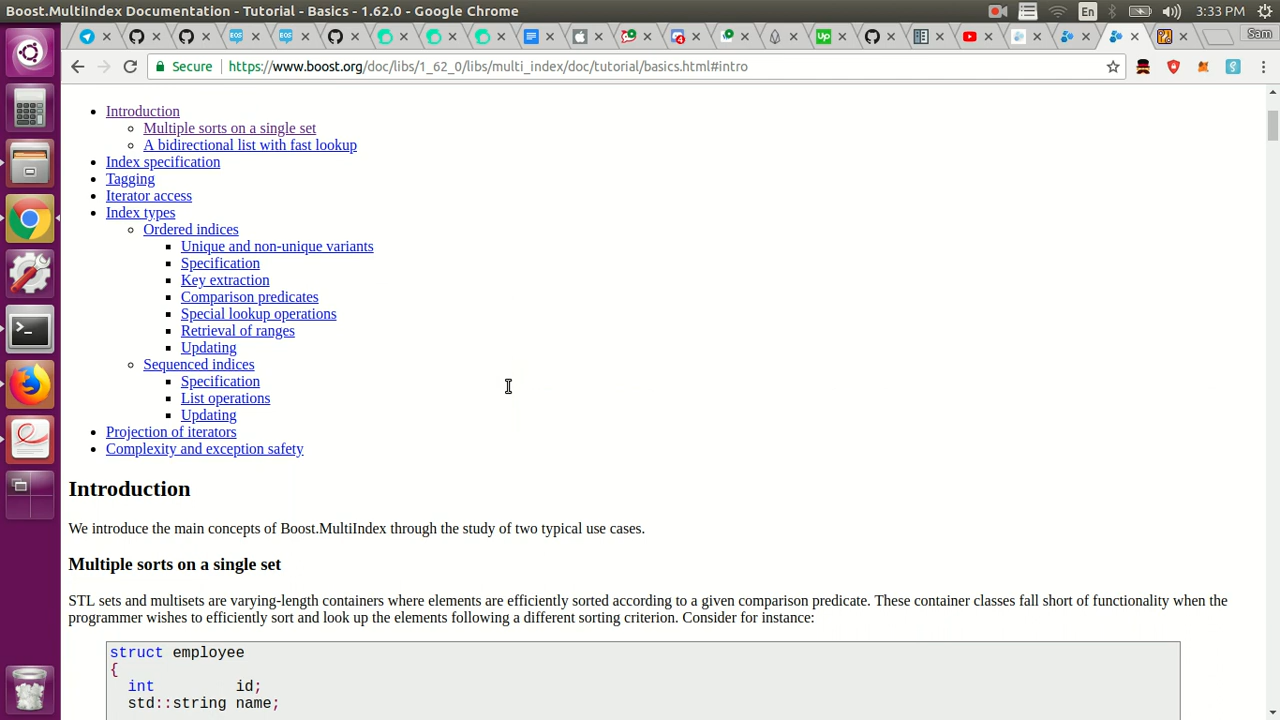 Boost.MultiIndex Documentation - Tutorial - Basics - 1.62.0 - Google Chrome
En
3:33 PM
Sam
Secure
https://www.boost.org/doc/libs/1_62_0/libs/multi_index/doc/tutorial/basics.html#intro
Introduction
Multiple sorts on a single set
A bidirectional list with fast lookup
Index specification
Tagging
Iterator access
Index types
Ordered indices
Unique and non-unique variants
Specification
Key extraction
Comparison predicates
Special lookup operations
Retrieval of ranges
Updating
Sequenced indices
Specification
List operations
Updating
Projection of iterators
Complexity and exception safety
Introduction
We introduce the main concepts of Boost.MultiIndex through the study of two typical use cases.
Multiple sorts on a single set
STL sets and multisets are varying-length containers where elements are efficiently sorted according to a given comparison predicate. These container classes fall short of functionality when the
programmer wishes to efficiently sort and look up the elements following a different sorting criterion. Consider for instance:
struct employee
{
int id;
std::string name;